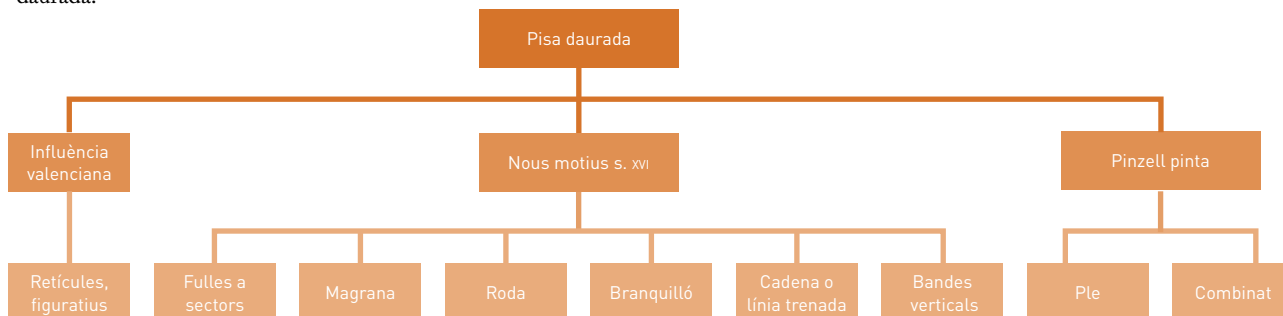 daurada.
Pisa daurada
Influència
valenciana
Nous motius s. XVI
Pinzell pinta
Retícules,
figuratius
Fulles a
sectors
Magrana
Roda
Branquilló
Cadena o
línia trenada
Bandes
verticals
Ple
Combinat